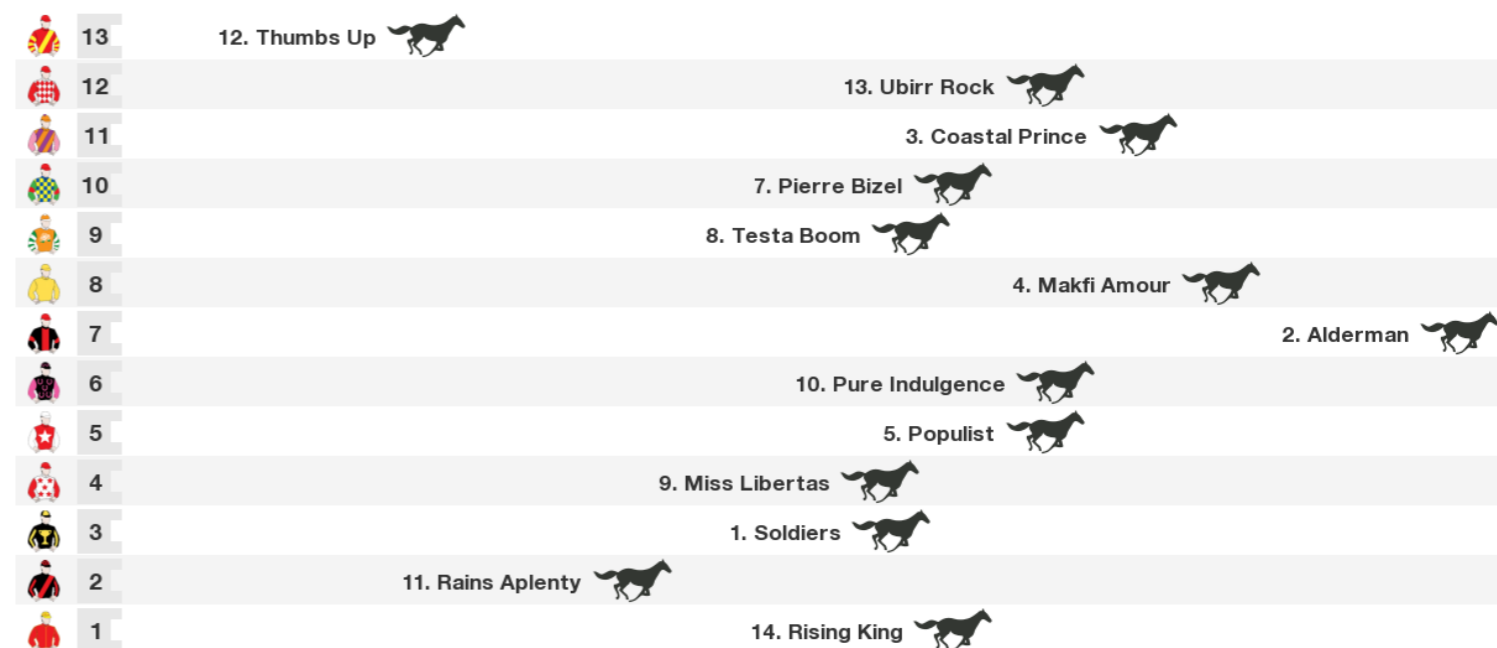 13 12. Thumbs Up
12 13. Ubirr Rock
11 3. Coastal Prince
10 7. Pierre Bizel
9 8. Testa Boom
8 4. Makfi Amour
7 2. Alderman
6 10. Pure Indulgence
5 5. Populist
4 9. Miss Libertas
3 1. Soldiers
2 11. Rains Aplenty
1 14. Rising King